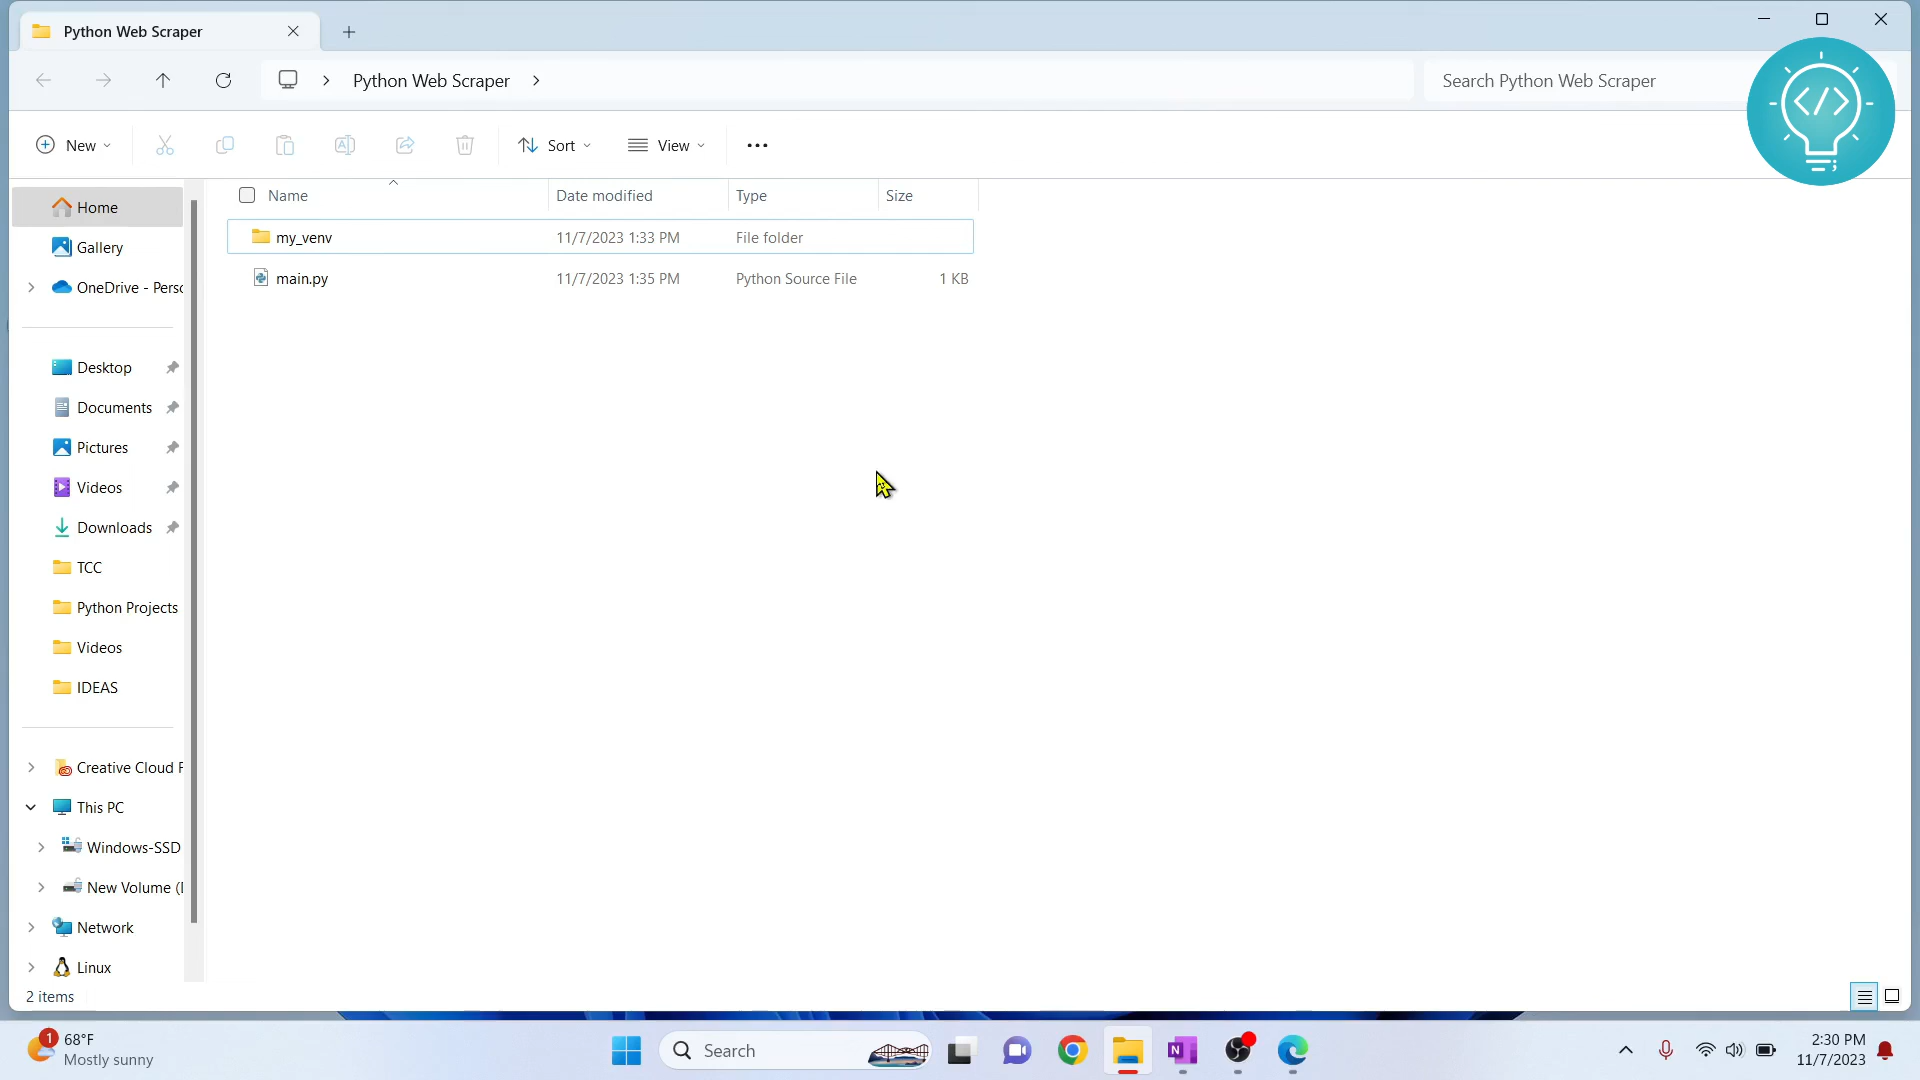 Python Web Scraper
Python Web Scraper
Search Python Web Scraper
New
Sort
View
Name
Date modified
Type
Size
my_venv
11/7/2023 1:33 PM
File folder
main.py
11/7/2023 1:35 PM
Python Source File
1 KB
Home
Gallery
OneDrive - Perso
Desktop
Documents
Pictures
Videos
Downloads
TCC
Python Projects
Videos
IDEAS
Creative Cloud F
This PC
Windows-SSD
New Volume (D
Network
Linux
2 items
1
68°F
Mostly sunny
Search
2:30 PM
11/7/2023